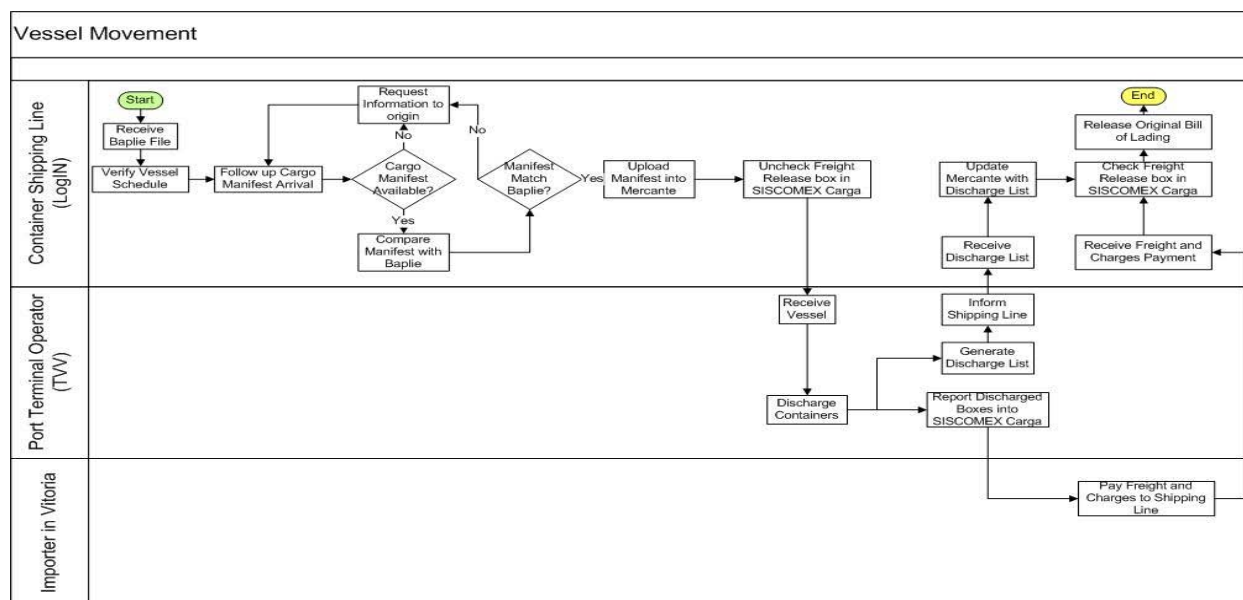 Vessel Movement
Container Shipping Line
(LogIN)
Start
Receive
Baplie File
Verify Vessel
Schedule
Follow up Cargo
Manifest Arrival
Request
Information to
origin
No
Cargo
Manifest
Available?
Yes
Compare
Manifest with
Baplie
No
Manifest
Match
Baplie?
Yes
Upload
Manifest into
Mercante
Uncheck Freight
Release box in
SISCOMEX Carga
Update
Mercante with
Discharge List
Receive
Discharge List
End
Release Original Bill
of Lading
Check Freight
Release box in
SISCOMEX Carga
Receive Freight and
Charges Payment
Port Terminal Operator
(TVV)
Receive
Vessel
Discharge
Containers
Inform
Shipping Line
Generate
Discharge List
Report Discharged
Boxes into
SISCOMEX Carga
Importer in Vitoria
Pay Freight and
Charges to Shipping
Line